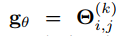 g_θ = Θ_{i,j}^{(k)}